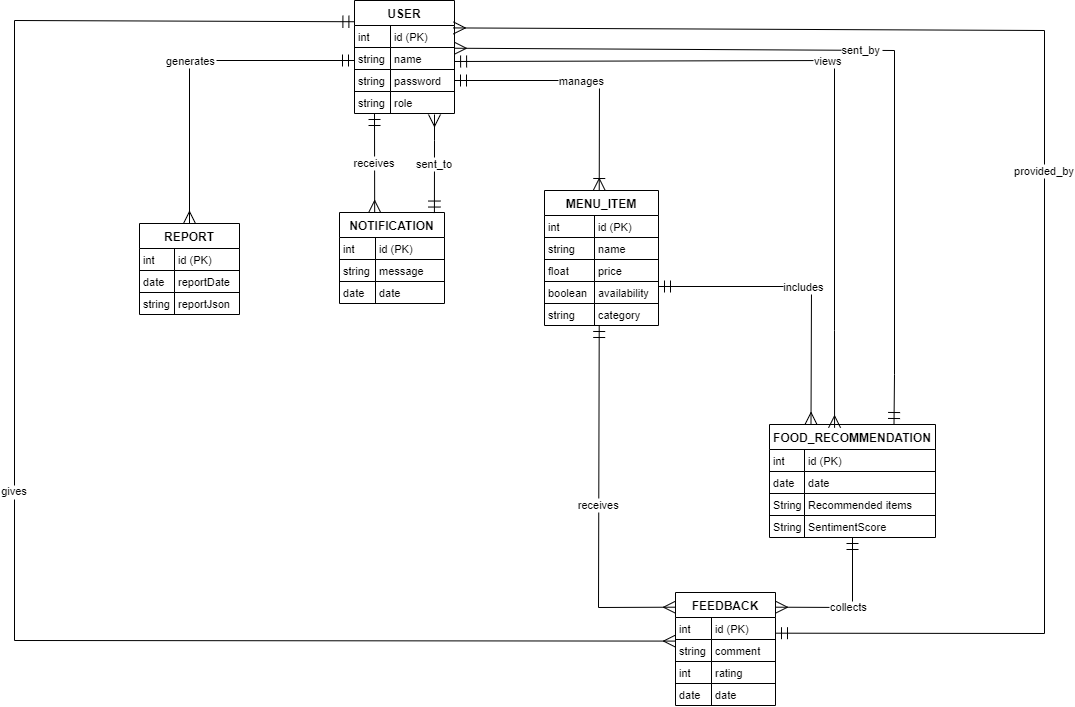 USER
int id (PK)
string name
string password
string role
sent_by
views
generates
manages
receives
sent_to
provided_by
MENU_ITEM
int id (PK)
string name
float price
boolean availability
string category
NOTIFICATION
int id (PK)
string message
date date
REPORT
int id (PK)
date reportDate
string reportJson
includes
FOOD_RECOMMENDATION
int id (PK)
date date
String Recommended items
String SentimentScore
gives
receives
collects
FEEDBACK
int id (PK)
string comment
int rating
date date